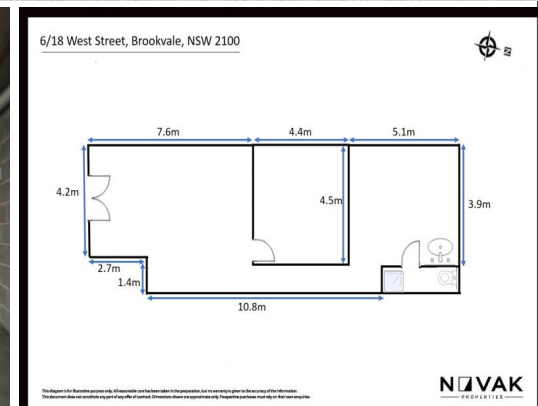 6/18 West Street, Brookvale, NSW 2100
7.6m
4.4m
5.1m
4.2m
4.5m
3.9m
2.7m
1.4m
10.8m
This diagram is for illustrative purpose only. All reasonable care has been taken in the preparation, but no warranty is given to the accuracy of the information.
This document does not constitute any part of any offer of contract. Dimensions shown are approximate only. Prospective purchasers must rely on their own enquiries.
NOVAK
PROPERTIES